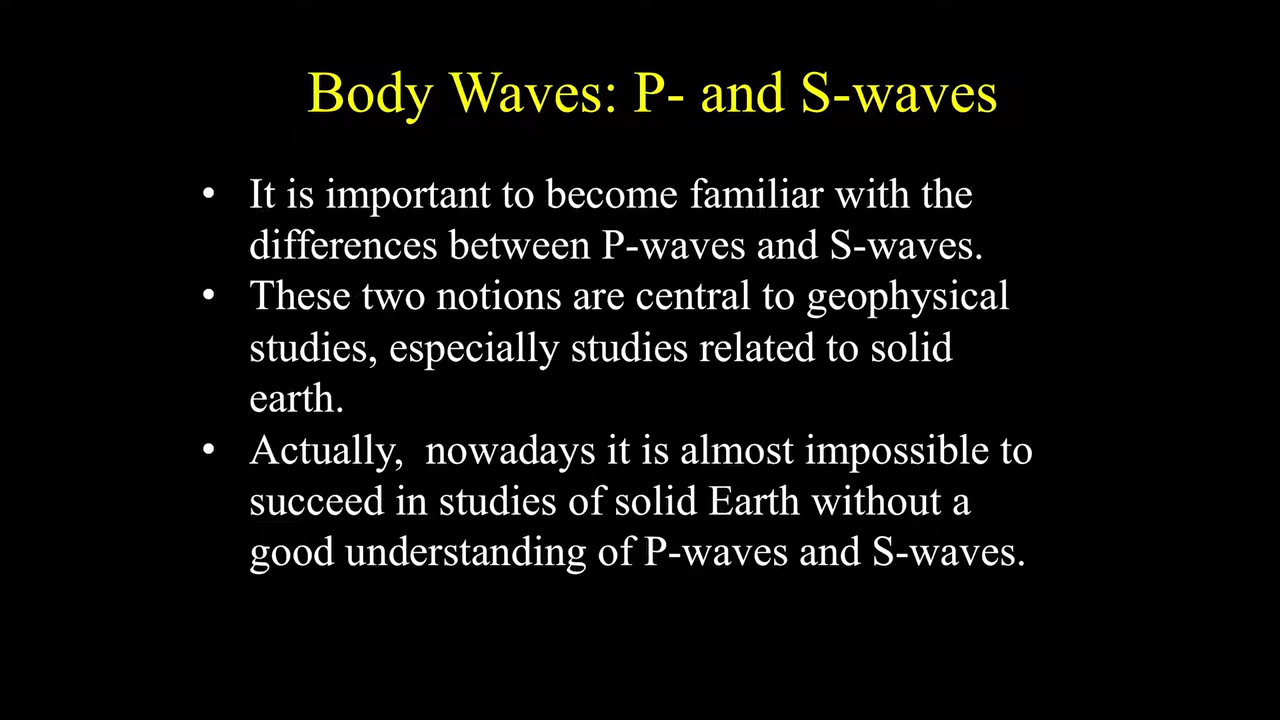 Body Waves: P- and S-waves
• It is important to become familiar with the
differences between P-waves and S-waves.
• These two notions are central to geophysical
studies, especially studies related to solid
earth.
• Actually,  nowadays it is almost impossible to
succeed in studies of solid Earth without a
good understanding of P-waves and S-waves.